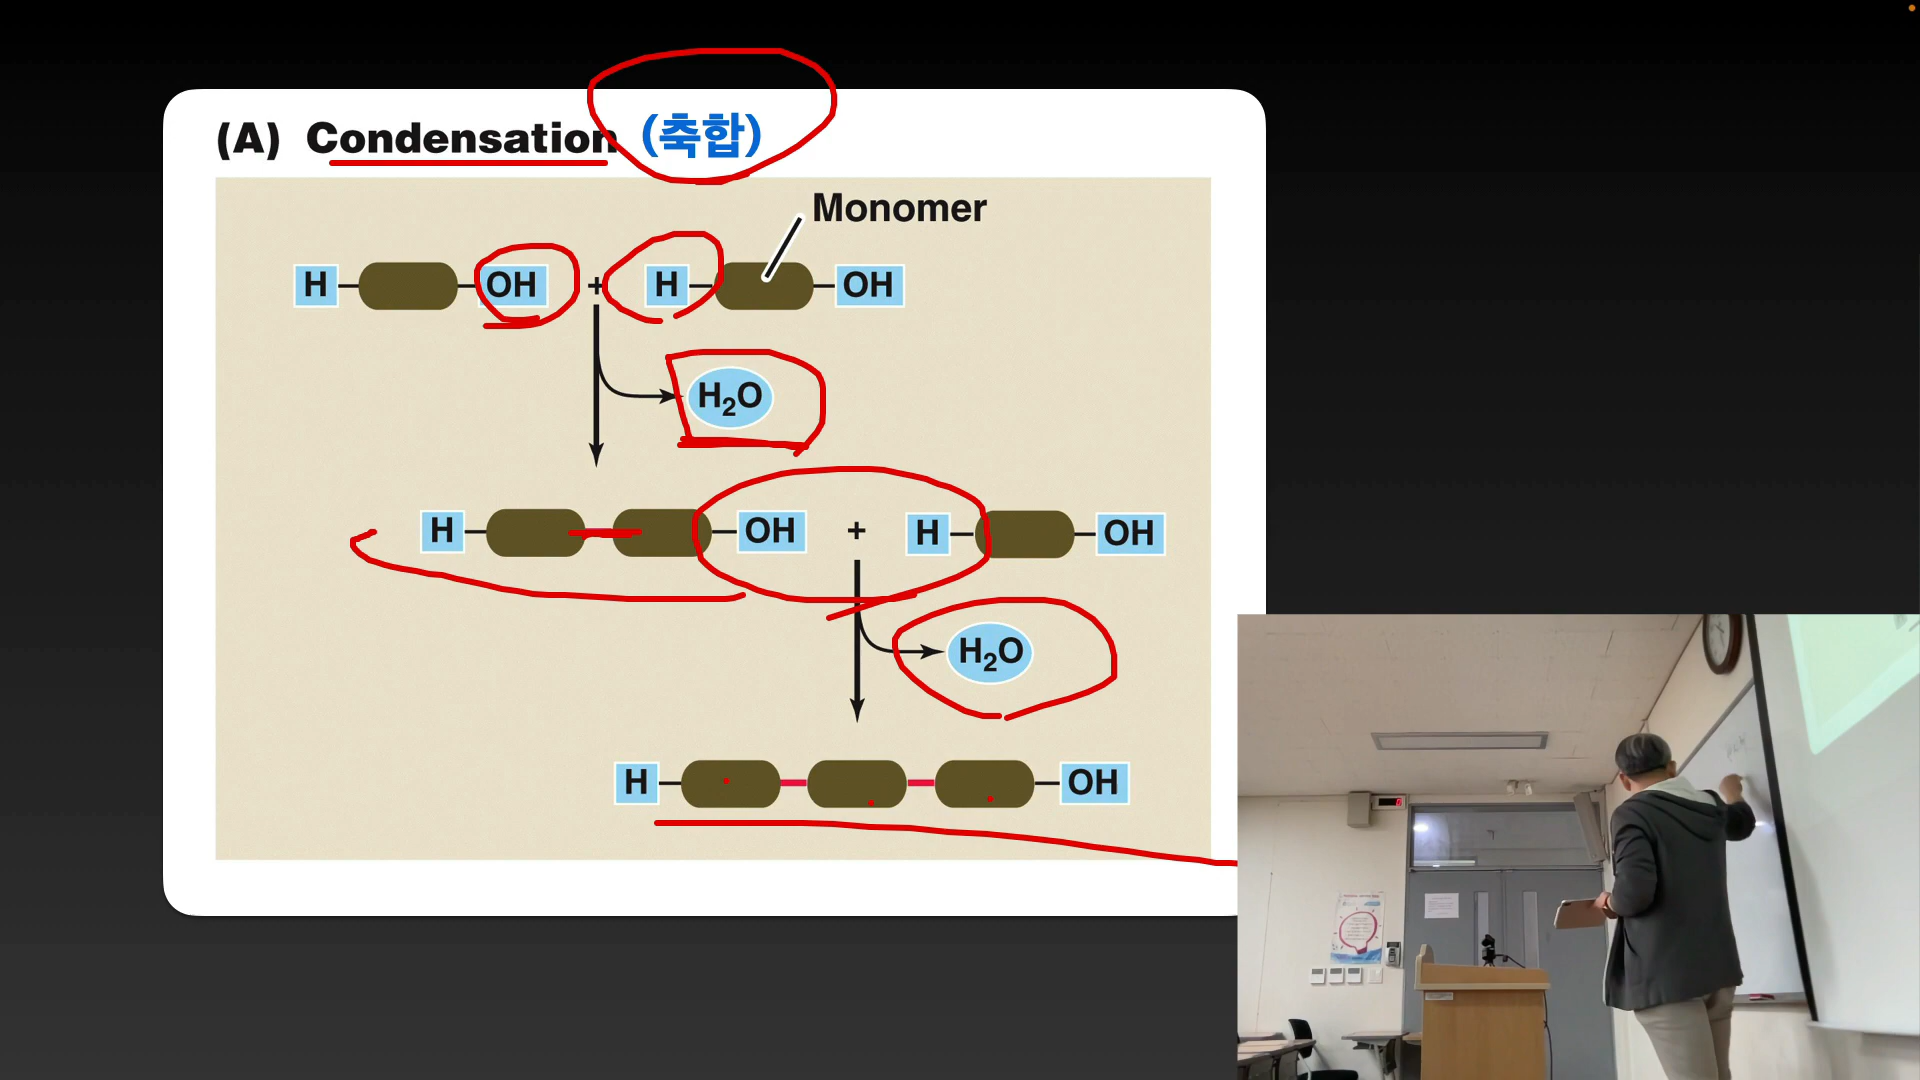 (A) Condensation (축합)
Monomer
H OH + H OH
H₂O
H OH + H OH
H₂O
H OH